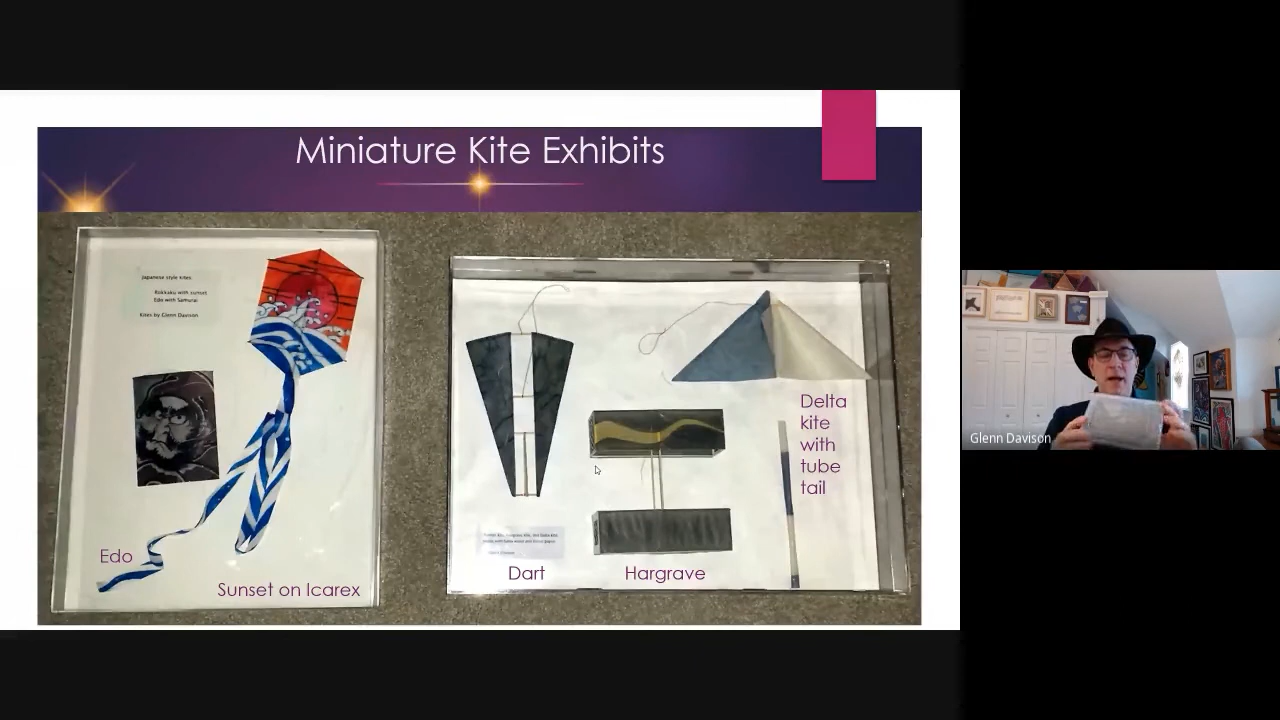 Miniature Kite Exhibits
Japanese style kites
Rokkaku with sunset
Edo with Samurai
Kites by Glenn Davison
Delta
kite
with
tube
tail
Edo
Sunset on Icarex
Dart
Hargrave
Glenn Davison